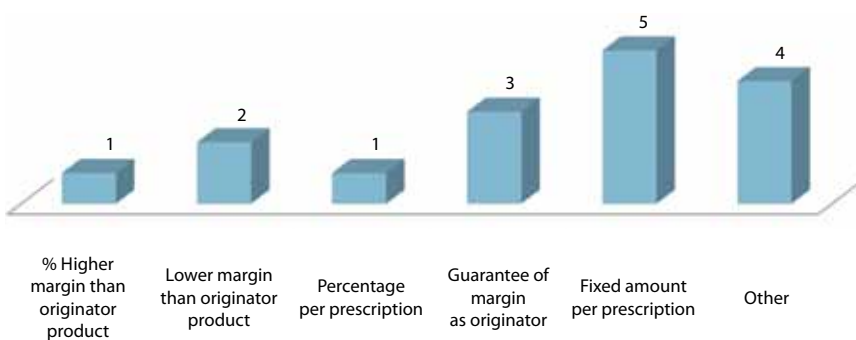 1
2
1
3
5
4
% Higher
margin than
originator
product
Lower margin
than originator
product
Percentage
per prescription
Guarantee of
margin
as originator
Fixed amount
per prescription
Other